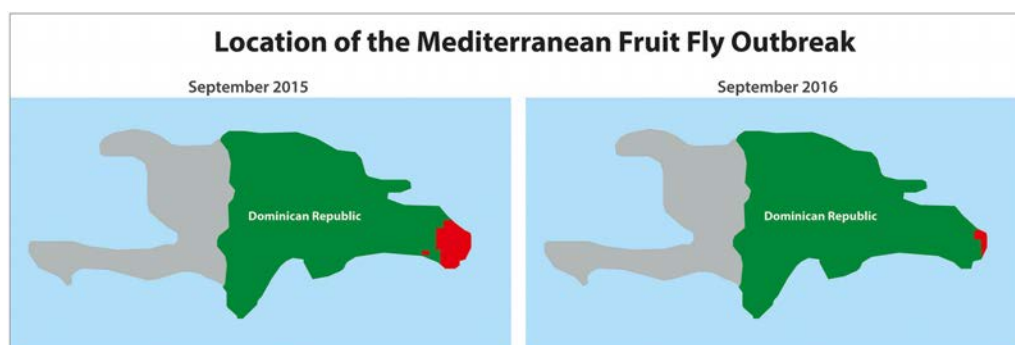 Location of the Mediterranean Fruit Fly Outbreak
September 2015
September 2016
Dominican Republic
Dominican Republic